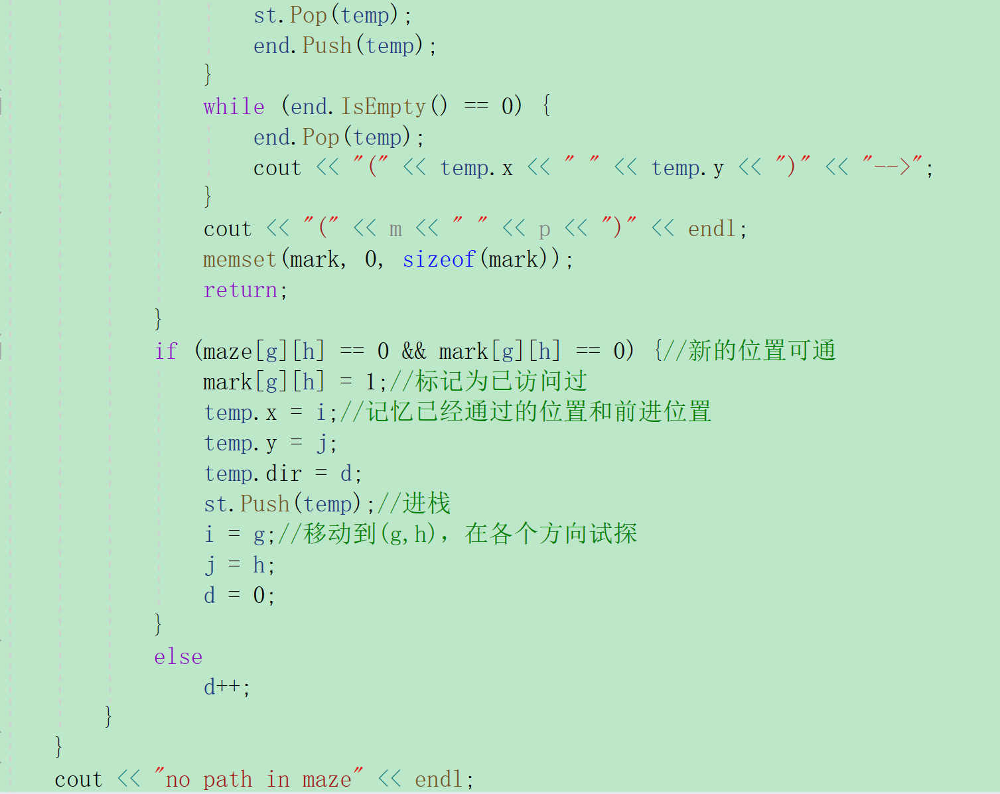 st.Pop(temp);
end.Push(temp);
}
while (end.IsEmpty() == 0) {
end.Pop(temp);
cout << "(" << temp.x << " " << temp.y << ")" << "-->";
}
cout << "(" << m << " " << p << ")" << endl;
memset(mark, 0, sizeof(mark));
return;
}
if (maze[g][h] == 0 && mark[g][h] == 0) {//新的位置可通
mark[g][h] = 1;//标记为已访问过
temp.x = i;//记忆已经通过的位置和前进位置
temp.y = j;
temp.dir = d;
st.Push(temp);//进栈
i = g;//移动到(g,h)，在各个方向试探
j = h;
d = 0;
}
else
d++;
}
}
cout << "no path in maze" << endl;